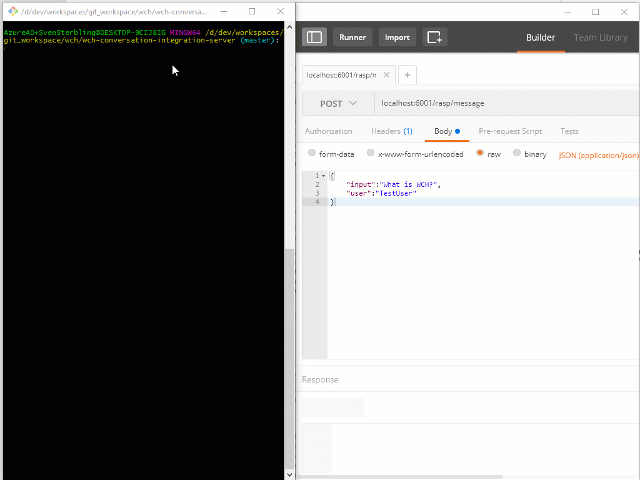 /d/dev/workspaces/git_workspace/wch/wch-conversa...
AzureAD+SvenSterbling@DESKTOP-9CIJ8IG MINGW64 /d/dev/workspaces/
git_workspace/wch/wch-conversation-integration-server (master):
Runner Import Builder Team Library
localhost:6001/rasp/n
POST localhost:6001/rasp/message
Authorization Headers (1) Body Pre-request Script Tests
form-data x-www-form-urlencoded raw binary JSON (application/json)
1 {
2 "input":"What is WCH?",
3 "user":"TestUser"
4 }
Response